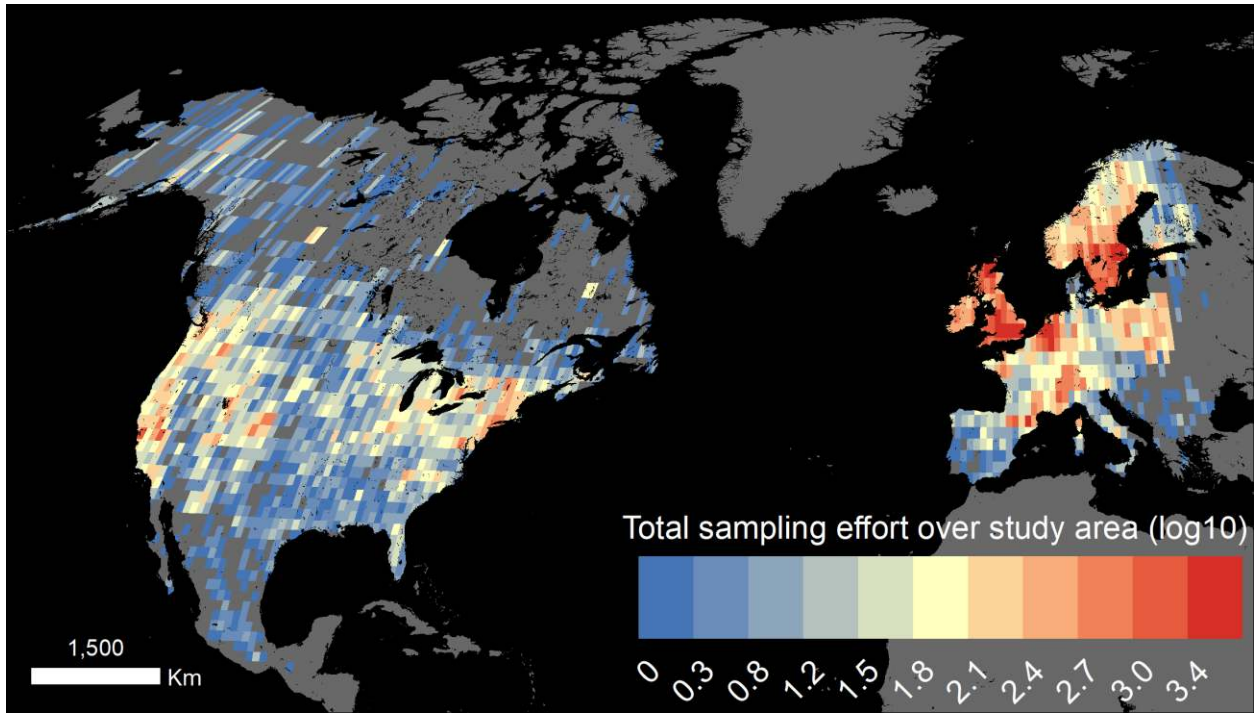 Total sampling effort over study area (log10)
0 0.3 0.8 1.2 1.5 1.8 2.1 2.4 2.7 3.0 3.4
1,500
Km